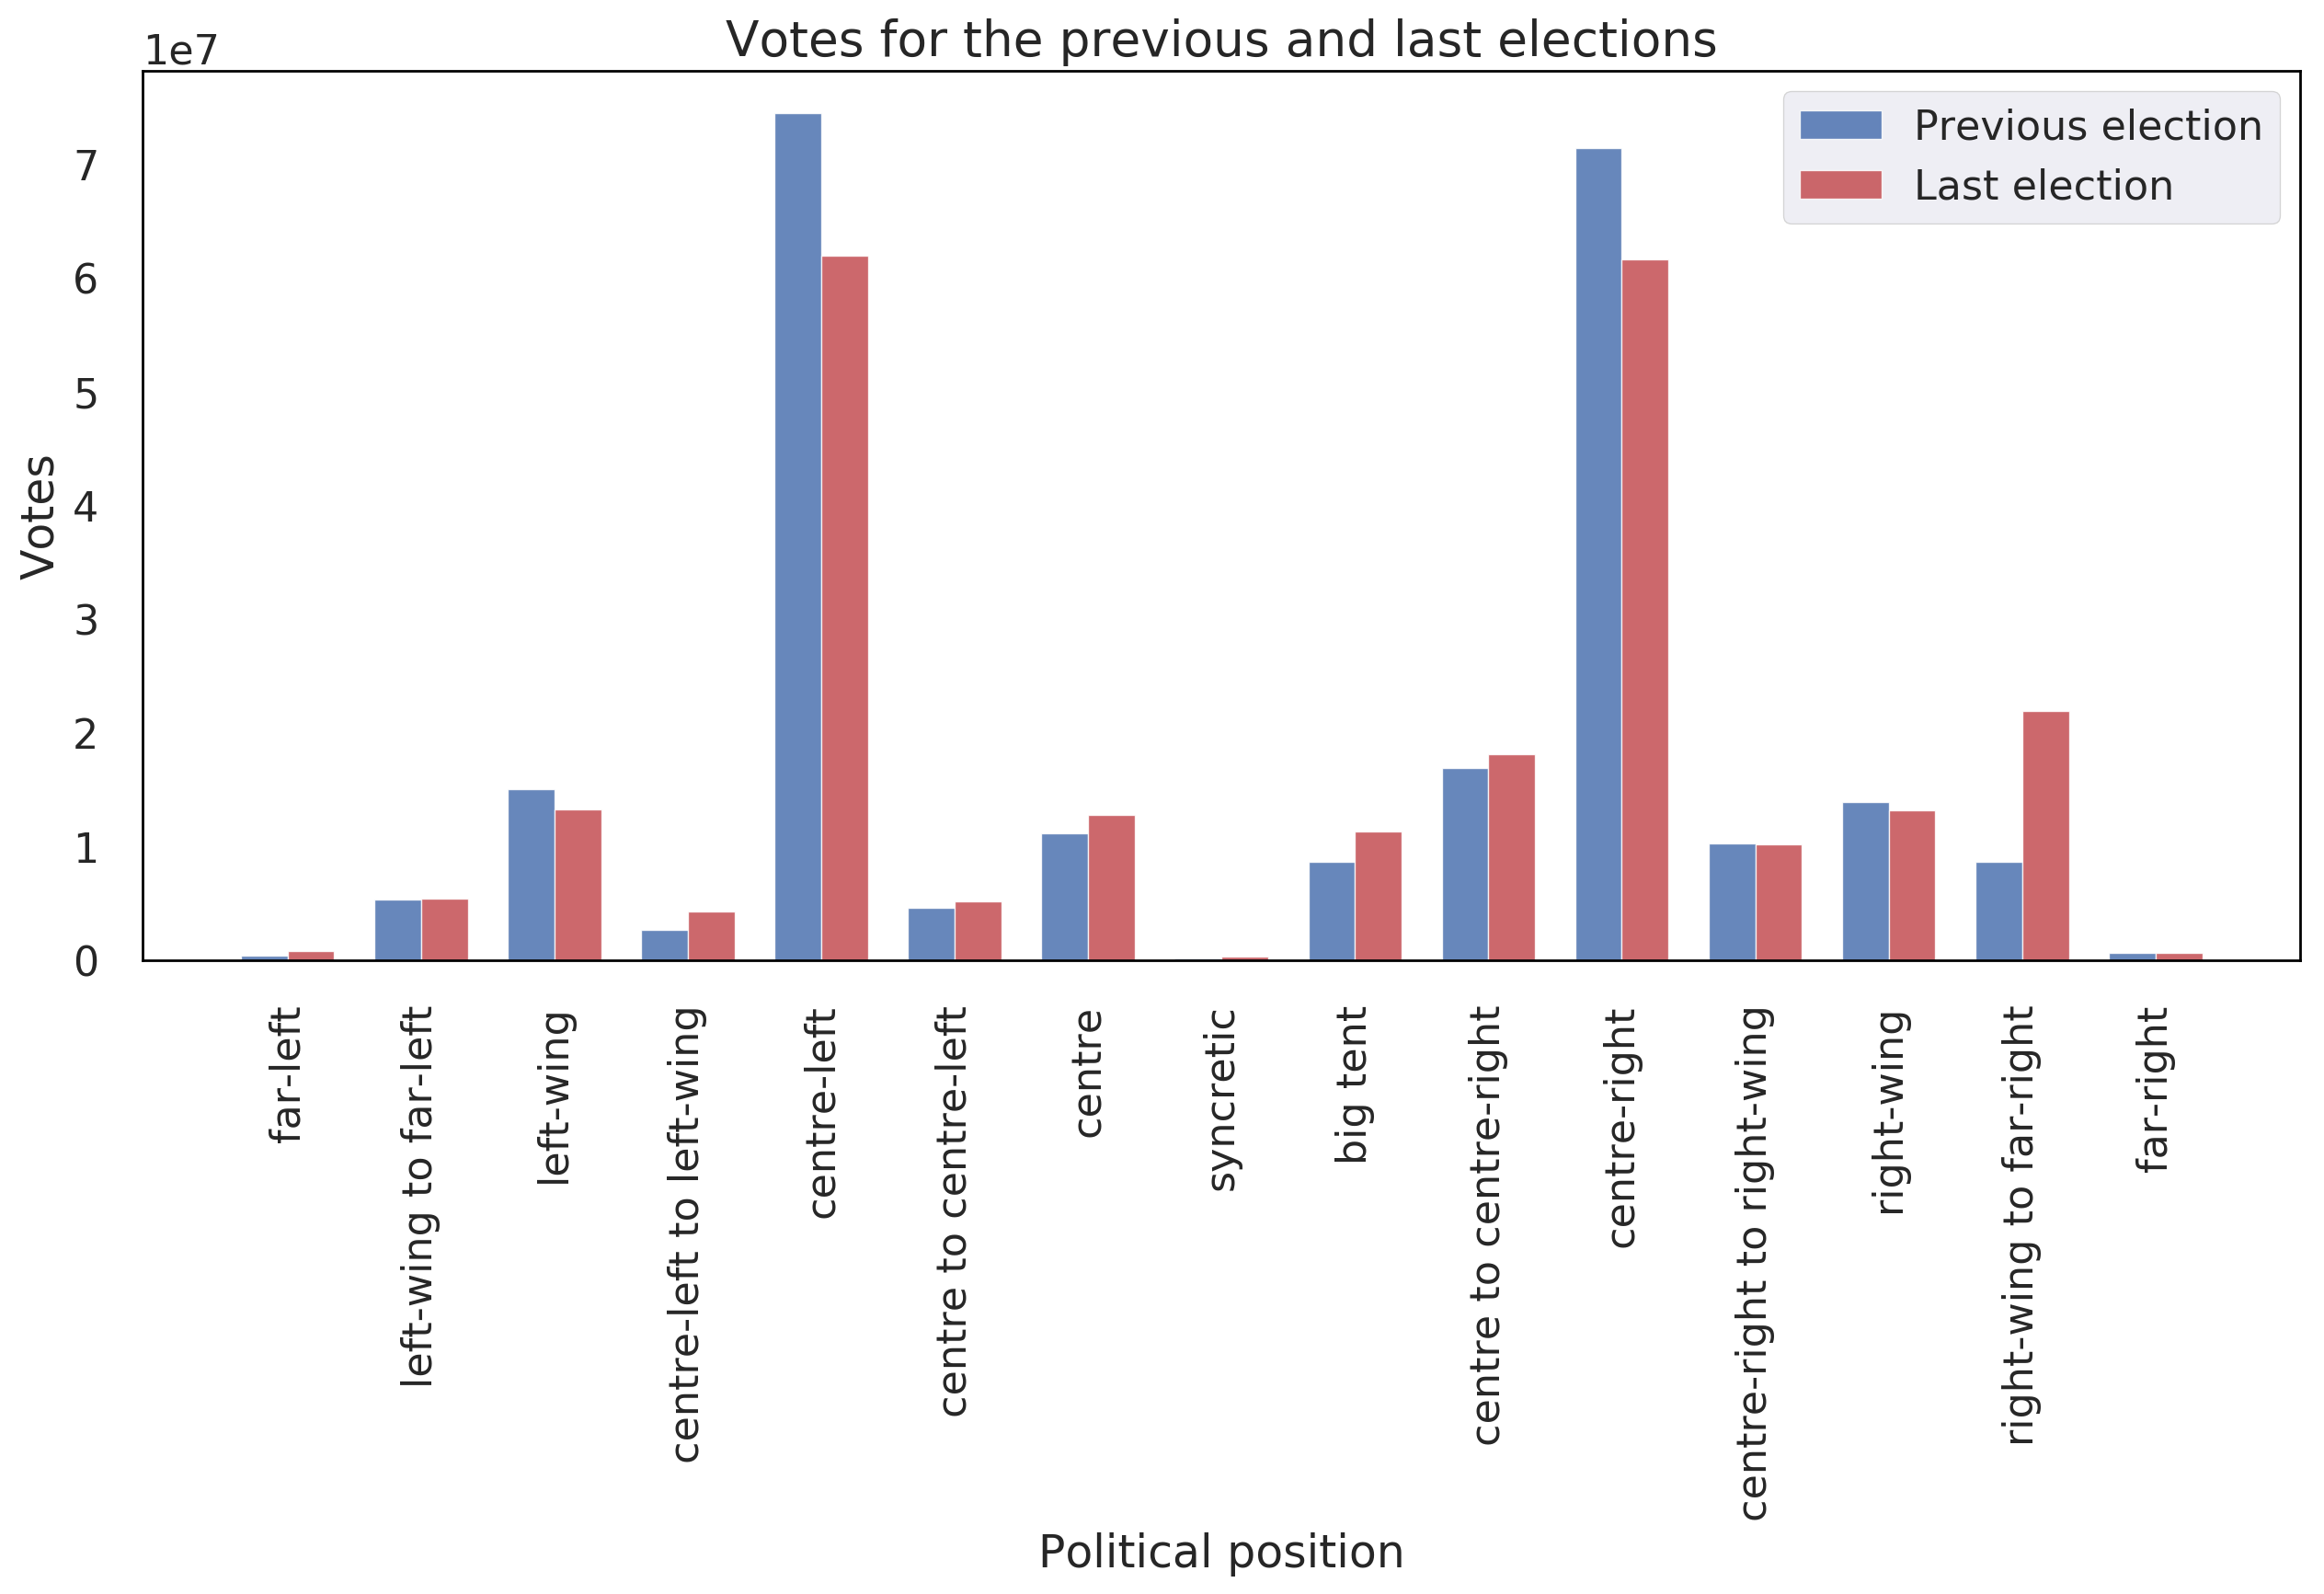 Votes for the previous and last elections
1e7
Previous election
Last election
7
6
5
4
3
2
1
0
Votes
far-left
left-wing to far-left
left-wing
centre-left to left-wing
centre-left
centre to centre-left
centre
syncretic
big tent
centre to centre-right
centre-right
centre-right to right-wing
right-wing
right-wing to far-right
far-right
Political position